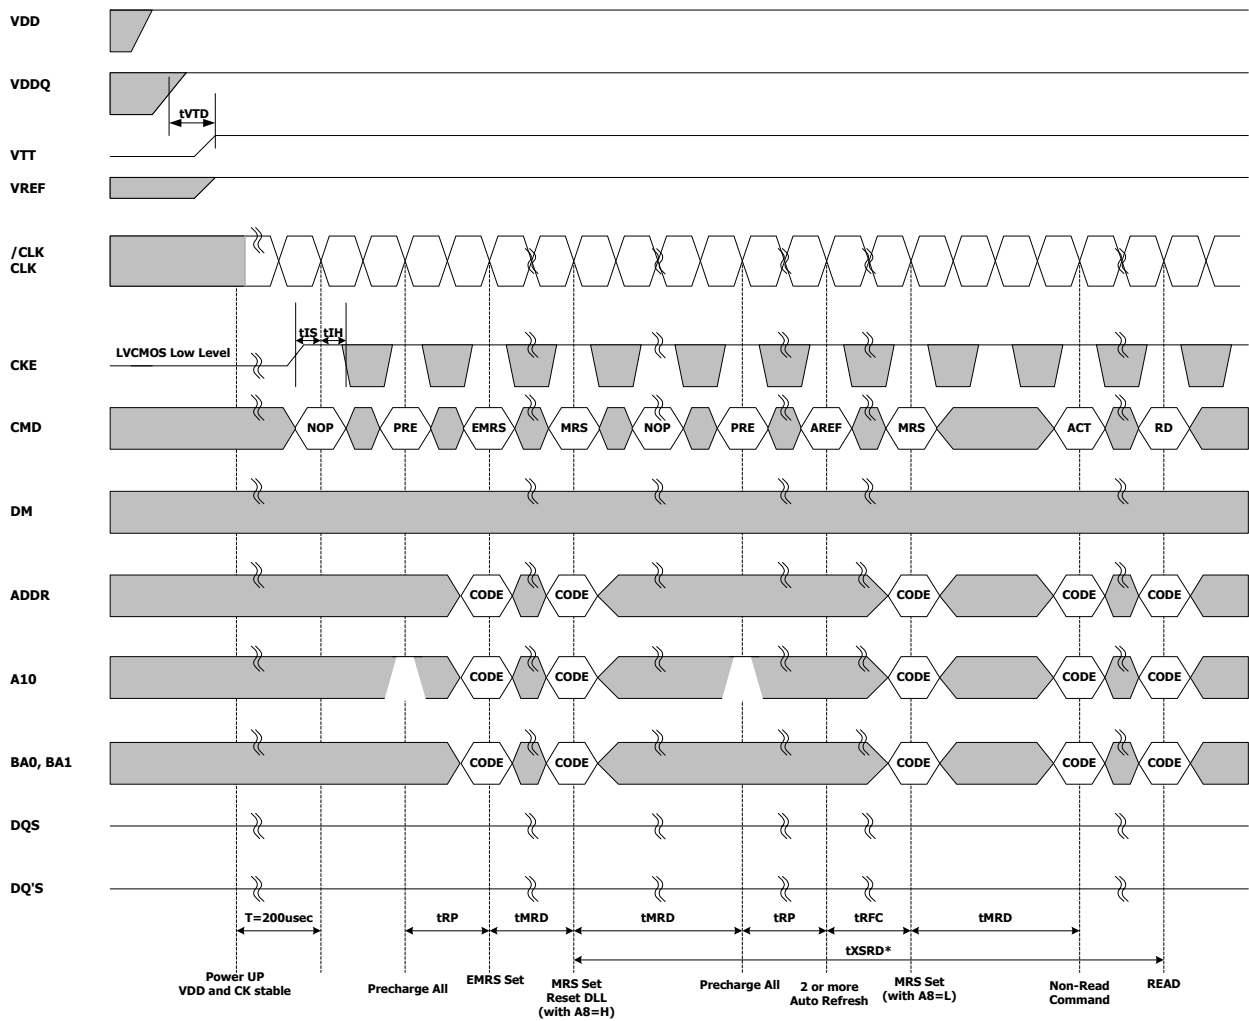 VDD
VDDQ
tVTD
VTT
VREF
/CLK
CLK
tIS tIH
LVCMOS Low Level
CKE
CMD NOP PRE EMRS MRS NOP PRE AREF MRS ACT RD
DM
ADDR CODE CODE CODE CODE CODE
A10 CODE CODE CODE CODE CODE
BA0, BA1 CODE CODE CODE CODE CODE
DQS
DQ'S
T=200usec tRP tMRD tMRD tRP tRFC tMRD
tXSRD*
Power UP
VDD and CK stable
Precharge All
EMRS Set
MRS Set
Reset DLL
(with A8=H)
Precharge All
2 or more
Auto Refresh
MRS Set
(with A8=L)
Non-Read
Command
READ